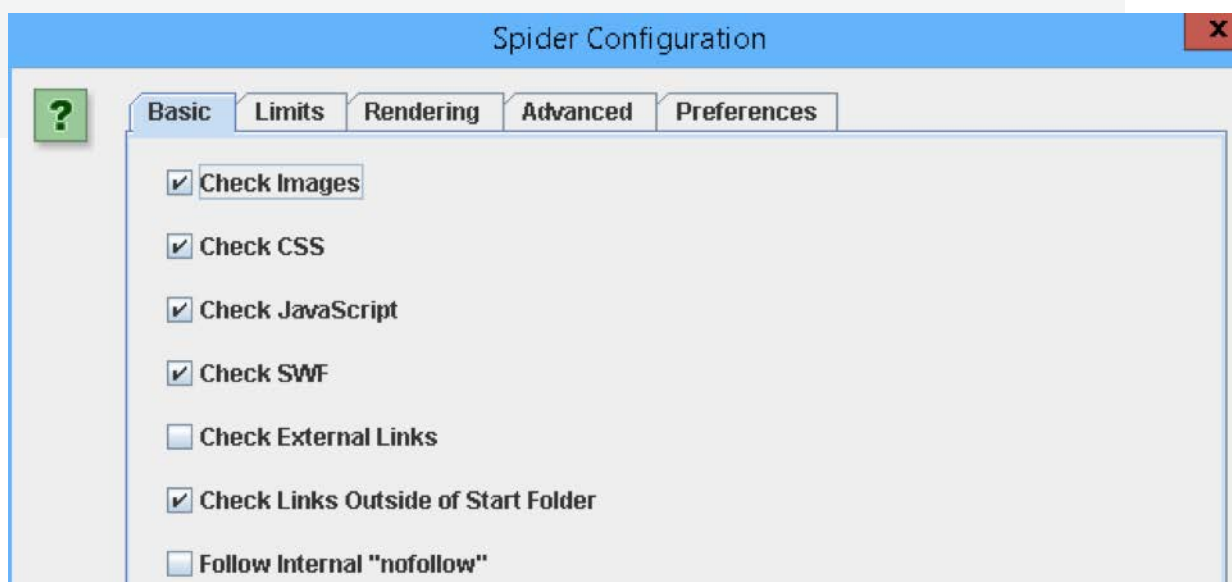 Spider Configuration
x
?
Basic Limits Rendering Advanced Preferences
Check Images
Check CSS
Check JavaScript
Check SWF
Check External Links
Check Links Outside of Start Folder
Follow Internal "nofollow"